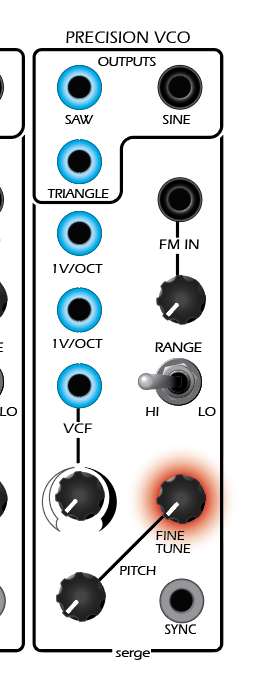 PRECISION VCO
OUTPUTS
SAW
SINE
TRIANGLE
1V/OCT
FM IN
1V/OCT
RANGE
HI
LO
LO
VCF
E
FINE
TUNE
PITCH
SYNC
serge